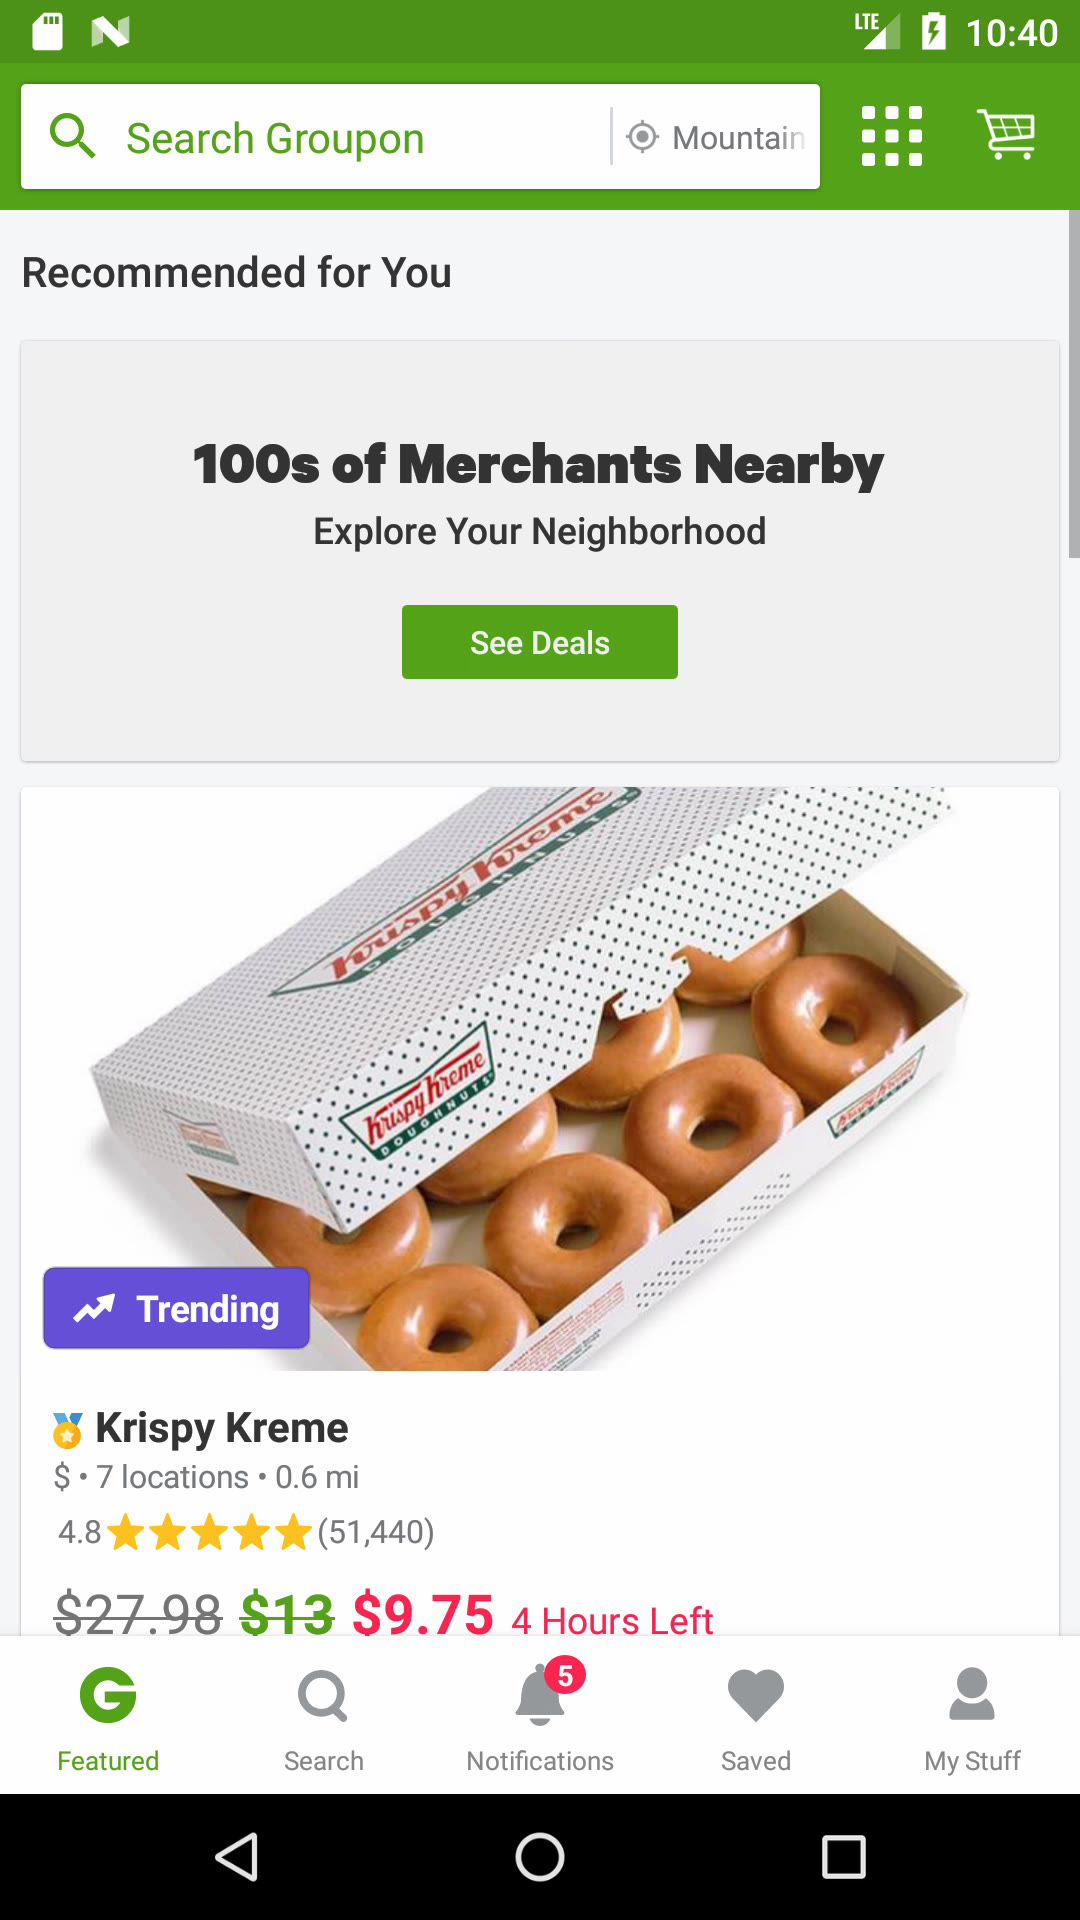 LTE 10:40
Search Groupon Mountain
Recommended for You
100s of Merchants Nearby
Explore Your Neighborhood
See Deals
Krispy Kreme
DOUGHNUTS
Krispy Kreme
DOUGHNUTS
Krispy Kreme
Trending
Krispy Kreme
$ • 7 locations • 0.6 mi
4.8 (51,440)
$27.98 $13 $9.75 4 Hours Left
5
Featured Search Notifications Saved My Stuff